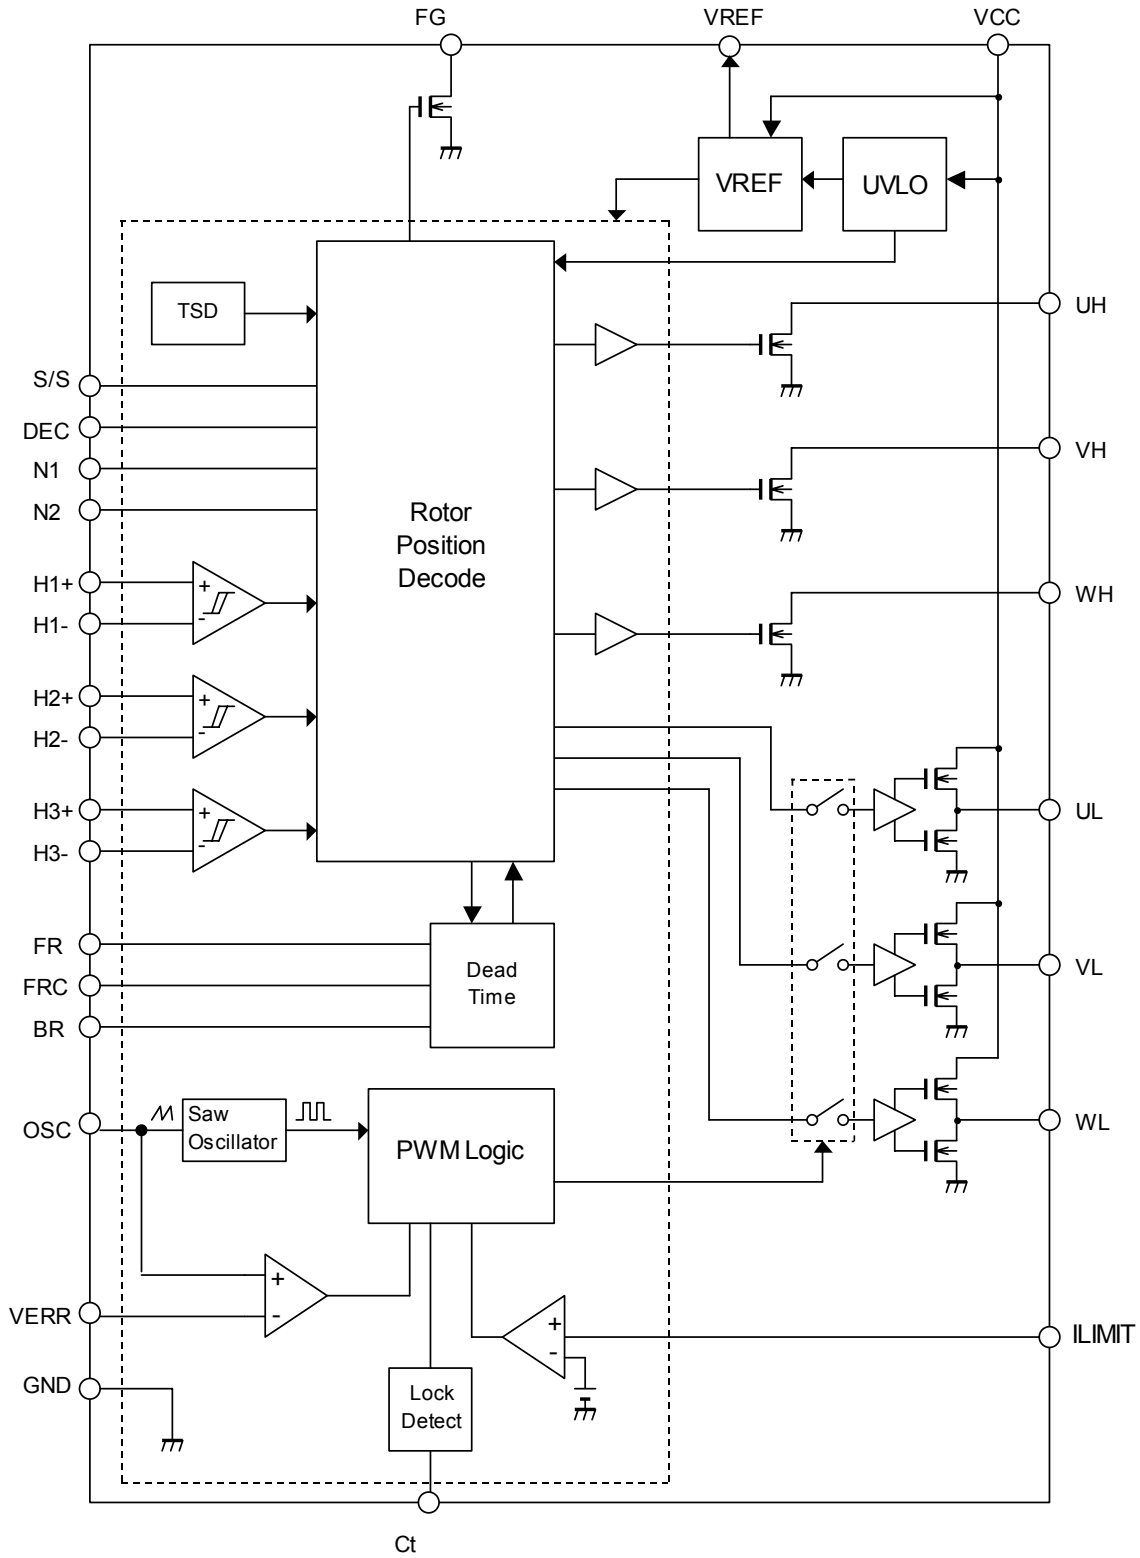 FG
VREF
VCC
VREF
UVLO
TSD
UH
S/S
DEC
N1
N2
VH
Rotor
Position
Decode
H1+
H1-
+
-
WH
H2+
H2-
+
-
H3+
H3-
+
-
UL
FR
FRC
BR
Dead
Time
VL
OSC
Saw
Oscillator
PWM Logic
WL
VERR
+
-
+
-
ILIMIT
GND
Lock
Detect
Ct